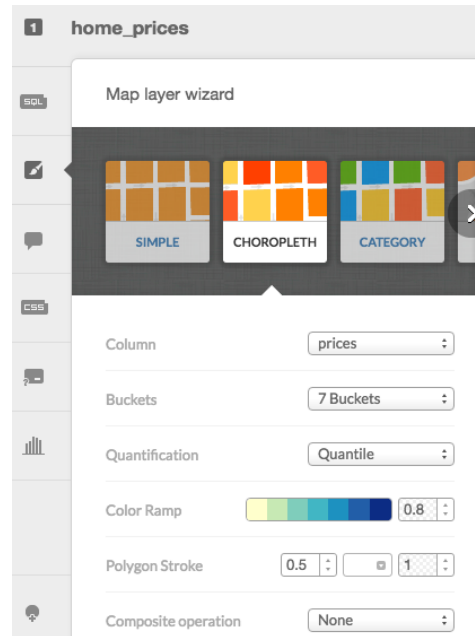 1 home_prices
SQL
Map layer wizard
SIMPLE CHOROPLETH CATEGORY
CSS
Column prices
Buckets 7 Buckets
?
Quantification Quantile
Color Ramp 0.8
Polygon Stroke 0.5 1
Composite operation None